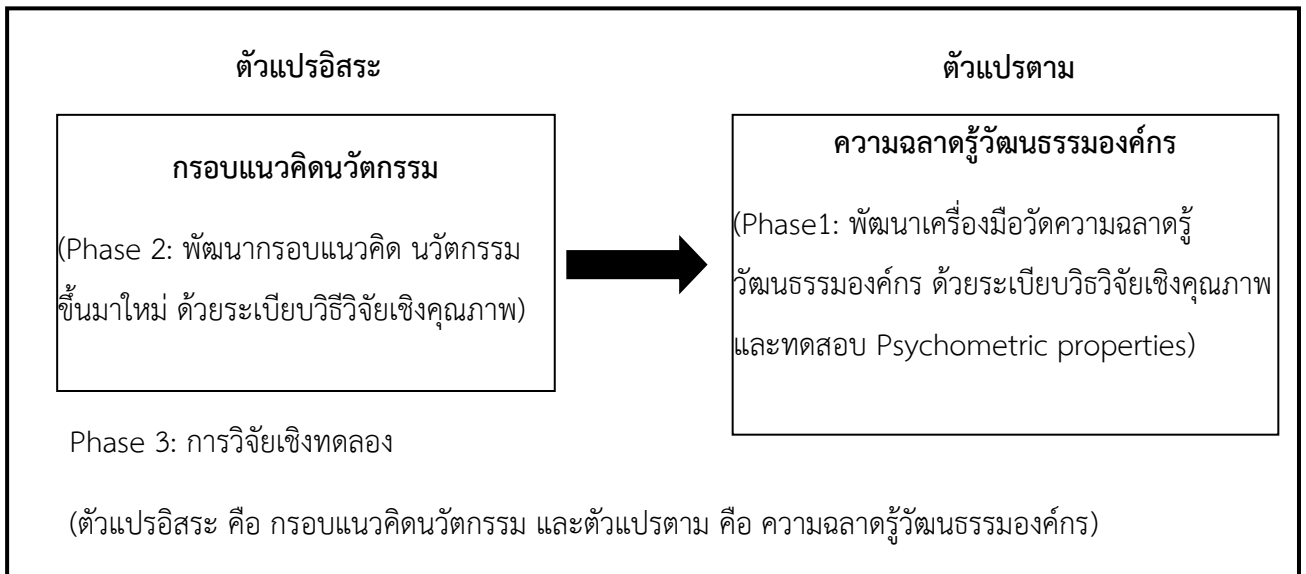 ตัวแปรอิสระ
กรอบแนวคิดนวัตกรรม
(Phase 2: พัฒนากรอบแนวคิด นวัตกรรม
ขึ้นมาใหม่ ด้วยระเบียบวิธีวิจัยเชิงคุณภาพ)
ตัวแปรตาม
ความฉลาดรู้วัฒนธรรมองค์กร
(Phase1: พัฒนาเครื่องมือวัดความฉลาดรู้
วัฒนธรรมองค์กร ด้วยระเบียบวิธวิจัยเชิงคุณภาพ
และทดสอบ Psychometric properties)
Phase 3: การวิจัยเชิงทดลอง
(ตัวแปรอิสระ คือ กรอบแนวคิดนวัตกรรม และตัวแปรตาม คือ ความฉลาดรู้วัฒนธรรมองค์กร)